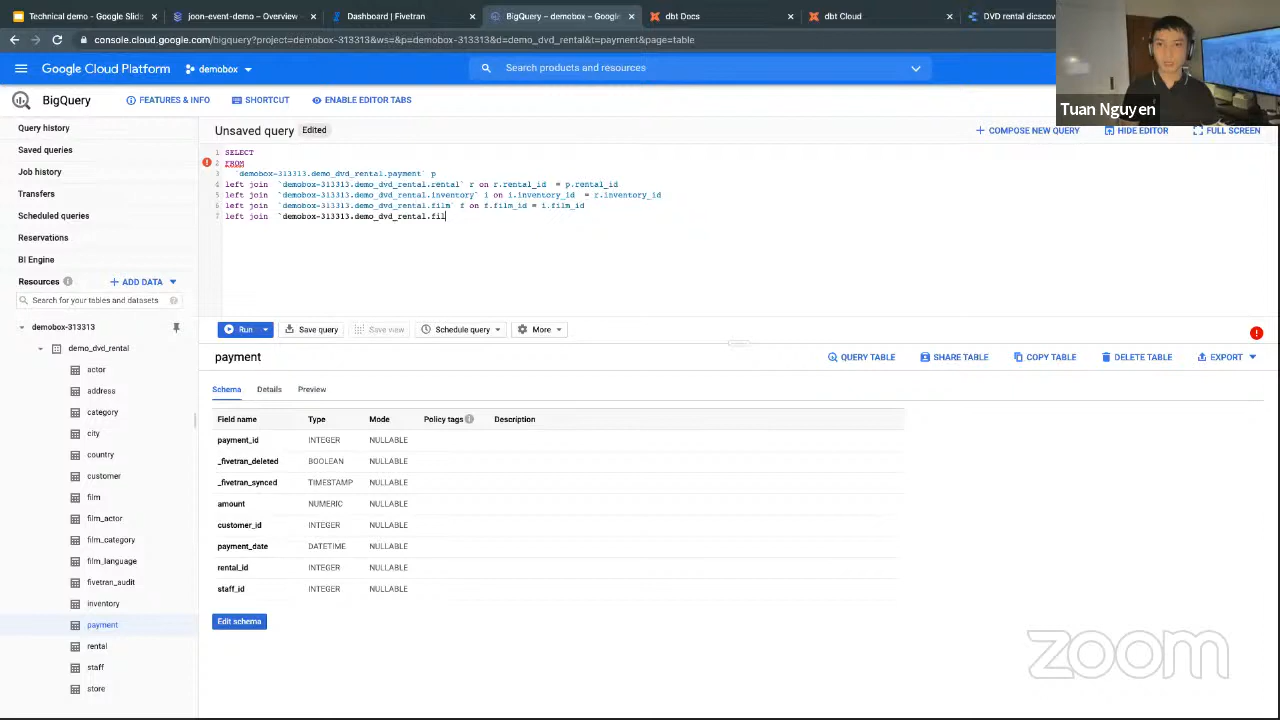 Technical demo - Google Slid
joon-event-demo – Overview
Dashboard | Fivetran
BigQuery – demobox – Google
dbt Docs
dbt Cloud
DVD rental dicscove
console.cloud.google.com/bigquery?project=demobox-313313&ws=&p=demobox-313313&d=demo_dvd_rental&t=payment&page=table
Google Cloud Platform
demobox
Search products and resources
BigQuery
FEATURES & INFO
SHORTCUT
ENABLE EDITOR TABS
Tuan Nguyen
Query history
Saved queries
Job history
Transfers
Scheduled queries
Reservations
BI Engine
Resources
ADD DATA
Search for your tables and datasets
demobox-313313
demo_dvd_rental
actor
address
category
city
country
customer
film
film_actor
film_category
film_language
fivetran_audit
inventory
payment
rental
staff
store
Unsaved query Edited
COMPOSE NEW QUERY
HIDE EDITOR
FULL SCREEN
1 SELECT
2 FROM
3 `demobox-313313.demo_dvd_rental.payment` p
4 left join `demobox-313313.demo_dvd_rental.rental` r on r.rental_id = p.rental_id
5 left join `demobox-313313.demo_dvd_rental.inventory` i on i.inventory_id = r.inventory_id
6 left join `demobox-313313.demo_dvd_rental.film` f on f.film_id = i.film_id
7 left join `demobox-313313.demo_dvd_rental.fil
Run
Save query
Save view
Schedule query
More
payment
QUERY TABLE
SHARE TABLE
COPY TABLE
DELETE TABLE
EXPORT
Schema
Details
Preview
Field name Type Mode Policy tags Description
payment_id INTEGER NULLABLE
_fivetran_deleted BOOLEAN NULLABLE
_fivetran_synced TIMESTAMP NULLABLE
amount NUMERIC NULLABLE
customer_id INTEGER NULLABLE
payment_date DATETIME NULLABLE
rental_id INTEGER NULLABLE
staff_id INTEGER NULLABLE
Edit schema
zoom